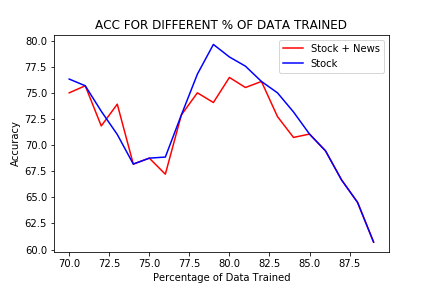 ACC FOR DIFFERENT % OF DATA TRAINED
80.0
77.5
75.0
72.5
70.0
67.5
65.0
62.5
60.0
Accuracy
Stock + News
Stock
70.0 72.5 75.0 77.5 80.0 82.5 85.0 87.5
Percentage of Data Trained